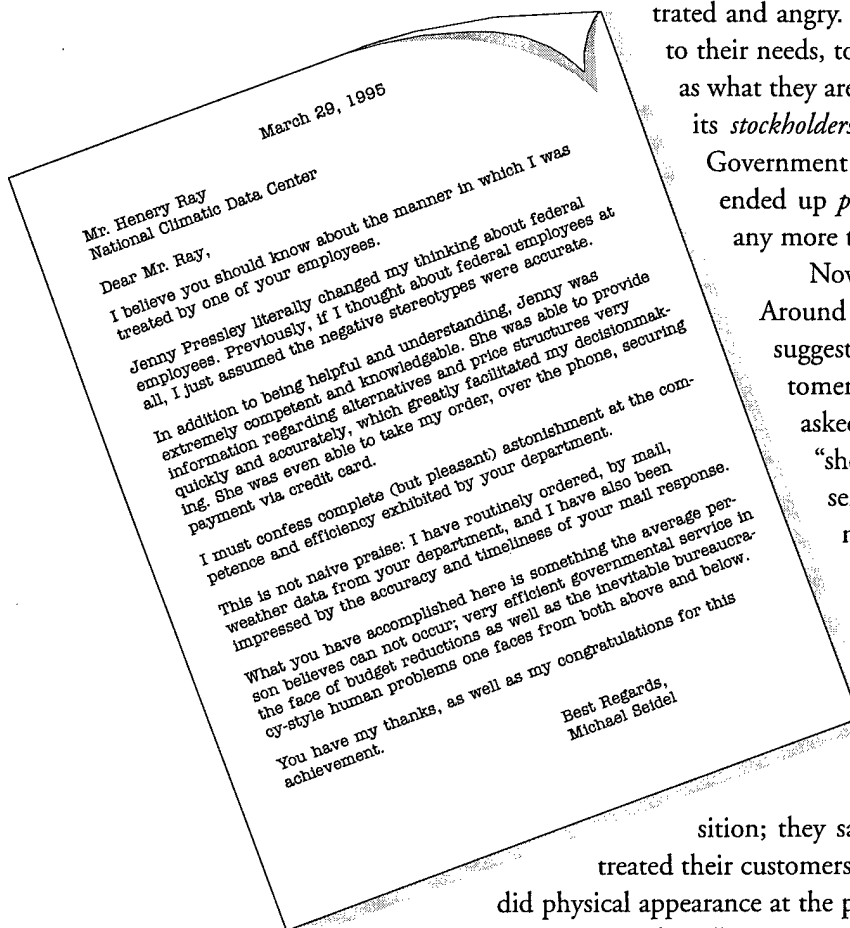 March 29, 1995
Mr. Henery Ray
National Climatic Data Center
Dear Mr. Ray,
I believe you should know about the manner in which I was
treated by one of your employees.
Jenny Pressley literally changed my thinking about federal
employees. Previously, if I thought about federal employees at
all, I just assumed the negative stereotypes were accurate.
In addition to being helpful and understanding, Jenny was
extremely competent and knowledgable. She was able to provide
information regarding alternatives and price structures very
quickly and accurately, which greatly facilitated my decisionmak-
ing. She was even able to take my order, over the phone, securing
payment via credit card.
I must confess complete (but pleasant) astonishment at the com-
petence and efficiency exhibited by your department.
This is not naive praise: I have routinely ordered, by mail,
weather data from your department, and I have also been
impressed by the accuracy and timeliness of your mail response.
What you have accomplished here is something the average per-
son believes can not occur; very efficient governmental service in
the face of budget reductions as well as the inevitable bureaucra-
cy-style human problems one faces from both above and below.
You have my thanks, as well as my congratulations for this
achievement.
Best Regards,
Michael Seidel
trated and angry.
to their needs, to
as what they are
its stockholders
Government
ended up p
any more t
Nov
Around
suggest
tomer
asked
"sho
se
sition; they sa
treated their customers
did physical appearance at the p